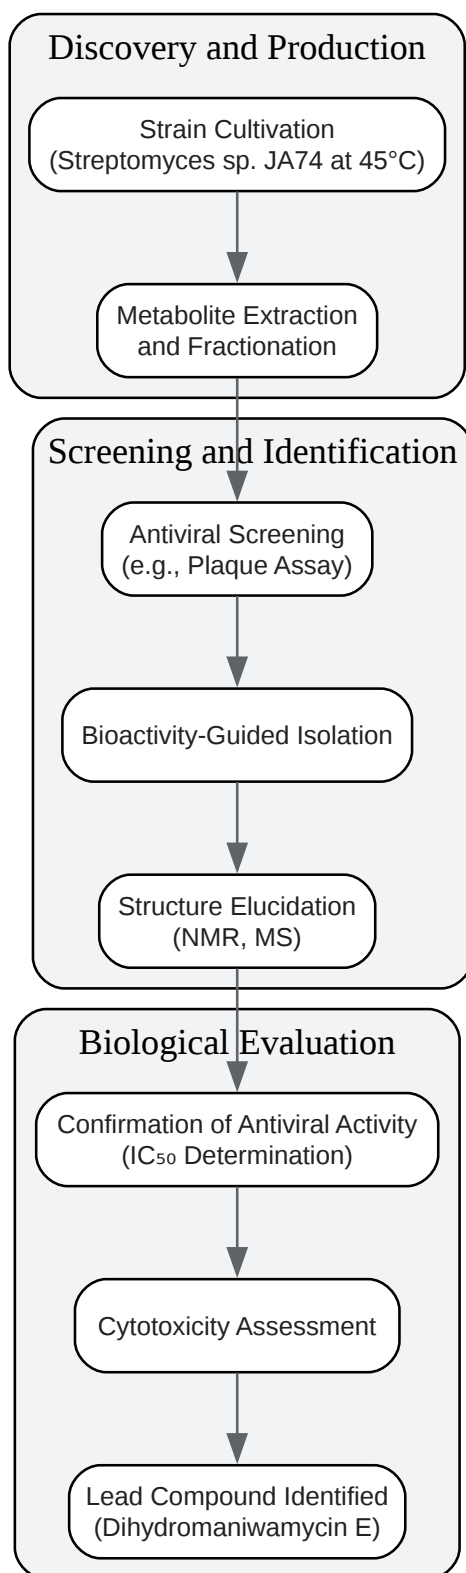 Discovery and Production
Strain Cultivation
(Streptomyces sp. JA74 at 45°C)
Metabolite Extraction
and Fractionation
Screening and Identification
Antiviral Screening
(e.g., Plaque Assay)
Bioactivity-Guided Isolation
Structure Elucidation
(NMR, MS)
Biological Evaluation
Confirmation of Antiviral Activity
(IC₅₀ Determination)
Cytotoxicity Assessment
Lead Compound Identified
(Dihydromaniwamycin E)